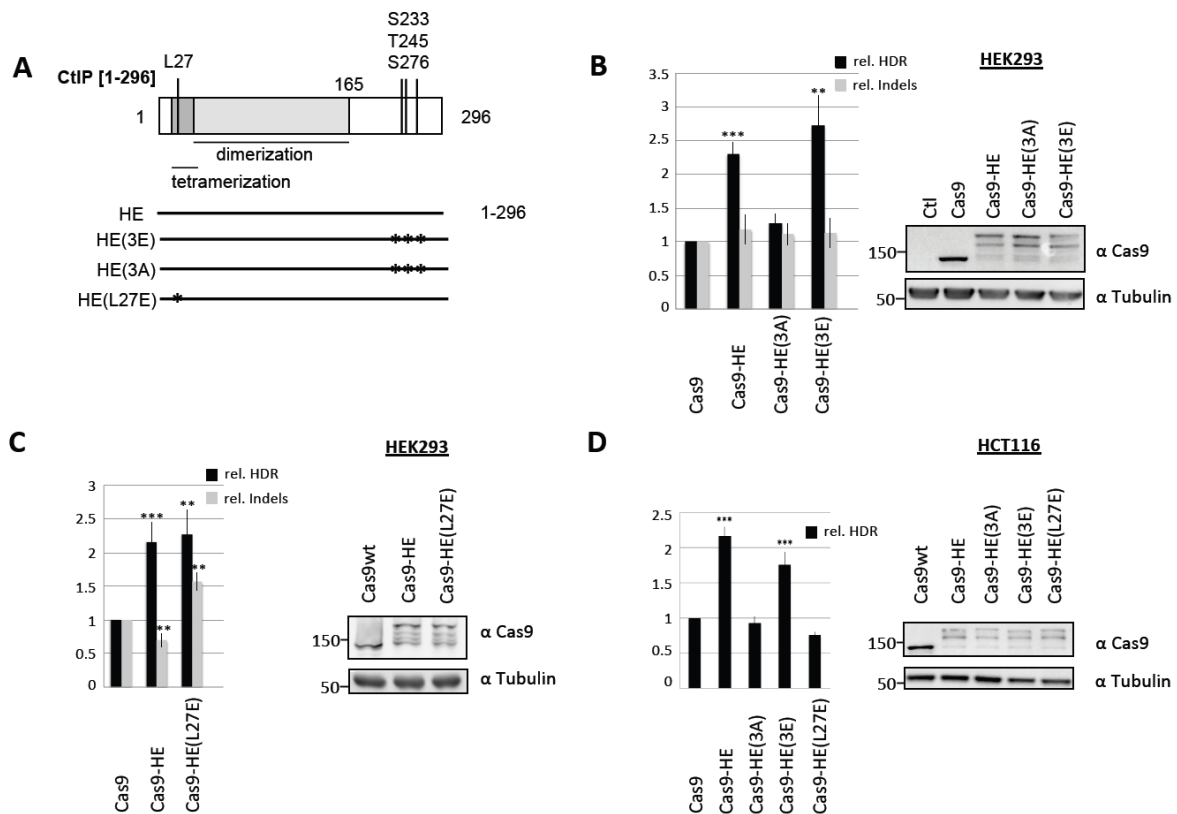 A
CtIP [1-296]
L27
S233
T245
S276
165
1
296
dimerization
tetramerization
HE
1-296
HE(3E)
***
HE(3A)
***
HE(L27E)
*
B
HEK293
rel. HDR
rel. Indels
3.5
3
2.5
2
1.5
1
0.5
0
***
**
Cas9
Cas9-HE
Cas9-HE(3A)
Cas9-HE(3E)
Ctl
Cas9
Cas9-HE
Cas9-HE(3A)
Cas9-HE(3E)
150
α Cas9
50
α Tubulin
C
HEK293
rel. HDR
rel. Indels
3
2.5
2
1.5
1
0.5
0
***
**
**
**
Cas9
Cas9-HE
Cas9-HE(L27E)
Cas9wt
Cas9-HE
Cas9-HE(L27E)
150
α Cas9
50
α Tubulin
D
HCT116
rel. HDR
2.5
2
1.5
1
0.5
0
***
***
Cas9
Cas9-HE
Cas9-HE(3A)
Cas9-HE(3E)
Cas9-HE(L27E)
Cas9wt
Cas9-HE
Cas9-HE(3A)
Cas9-HE(3E)
Cas9-HE(L27E)
150
α Cas9
50
α Tubulin